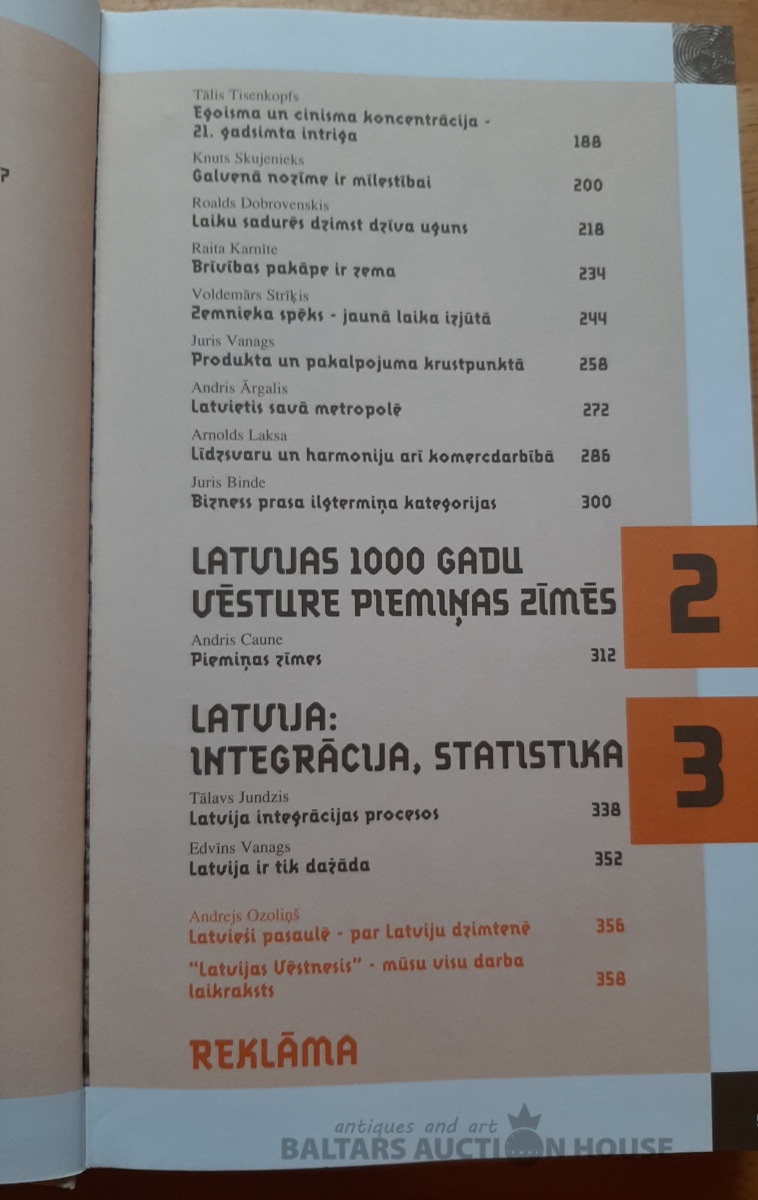 Tālis Tisenkopfs
Egoisma un cinisma koncentrācija -
21. gadsimta intriga 188
Knuts Skujenieks
Galvenā nozīme ir mīlestībai 200
Roalds Dobrovenskis
Laiku sadurēs dzimst dzīva uguns 218
Raita Karnīte
Brīvības pakāpe ir zema 234
Voldemārs Strīķis
Zemnieka spēks - jaunā laika izjūtā 244
Juris Vanags
Produkta un pakalpojuma krustpunktā 258
Andris Ārgalis
Latvietis savā metropolē 272
Arnolds Laksa
Līdzsvaru un harmoniju arī komercdarbībā 286
Juris Binde
Bizness prasa ilgtermiņa kategorijas 300
LATVIJAS 1000 GADU
VĒSTURE PIEMIŅAS ZĪMĒS
2
Andris Caune
Piemiņas zīmes 312
LATVIJA:
INTEGRĀCIJA, STATISTIKA
3
Tālavs Jundzis
Latvija integrācijas procesos 338
Edvīns Vanags
Latvija ir tik dažāda 352
Andrejs Ozoliņš
Latvieši pasaulē - par Latviju dzimtenē 356
"Latvijas Vēstnesis" - mūsu visu darba
laikraksts 358
REKLĀMA
antiques and art
BALTARS AUCTION HOUSE